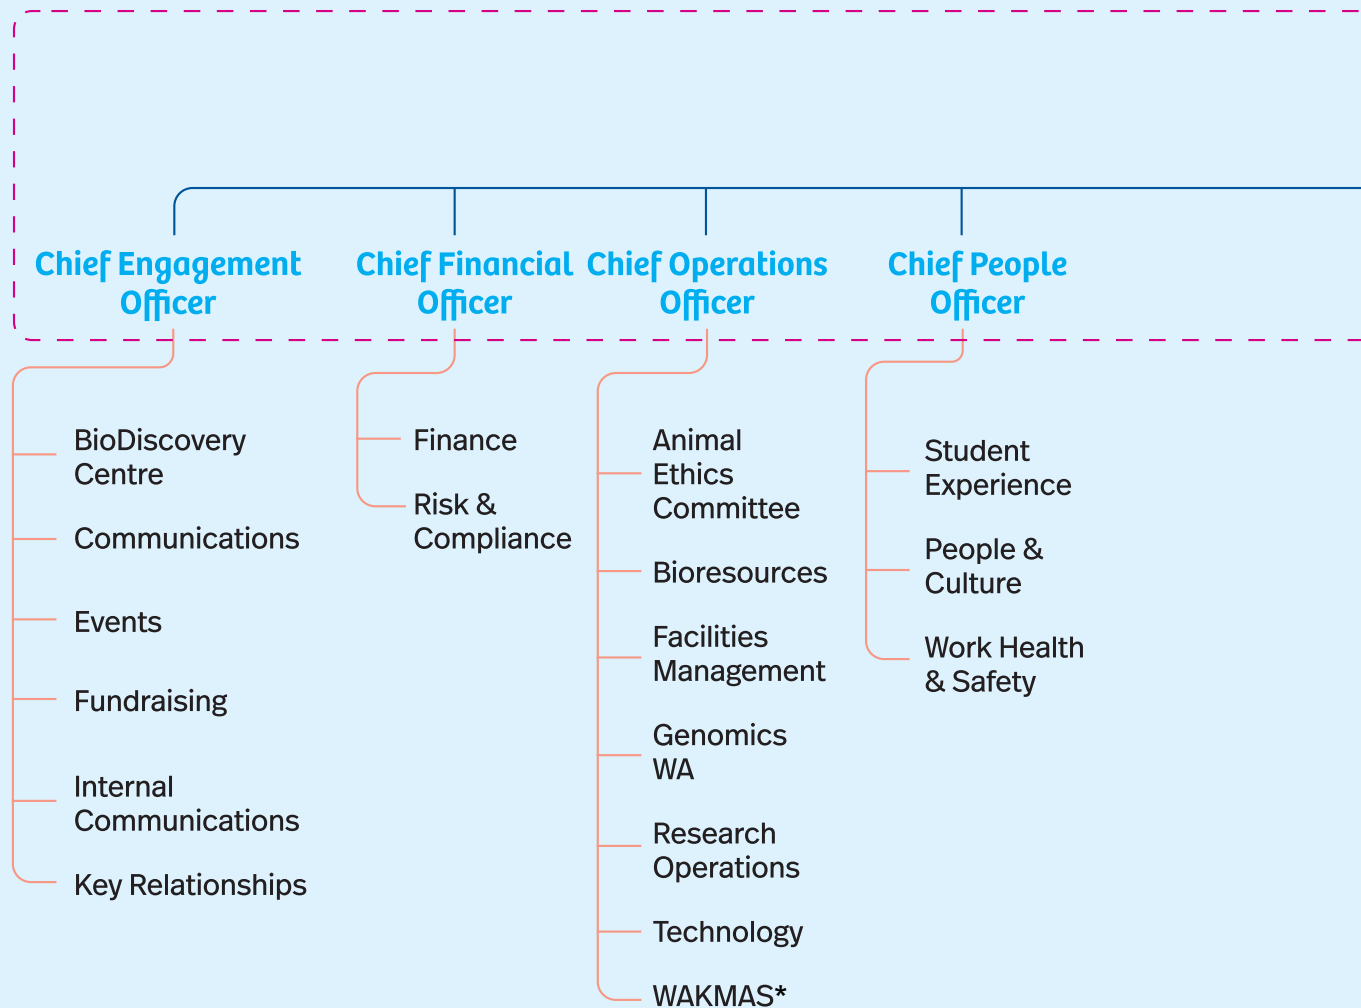 Chief Engagement
Officer
BioDiscovery
Centre
Communications
Events
Fundraising
Internal
Communications
Key Relationships
Chief Financial
Officer
Finance
Risk &
Compliance
Chief Operations
Officer
Animal
Ethics
Committee
Bioresources
Facilities
Management
Genomics
WA
Research
Operations
Technology
WAKMAS*
Chief People
Officer
Student
Experience
People &
Culture
Work Health
& Safety